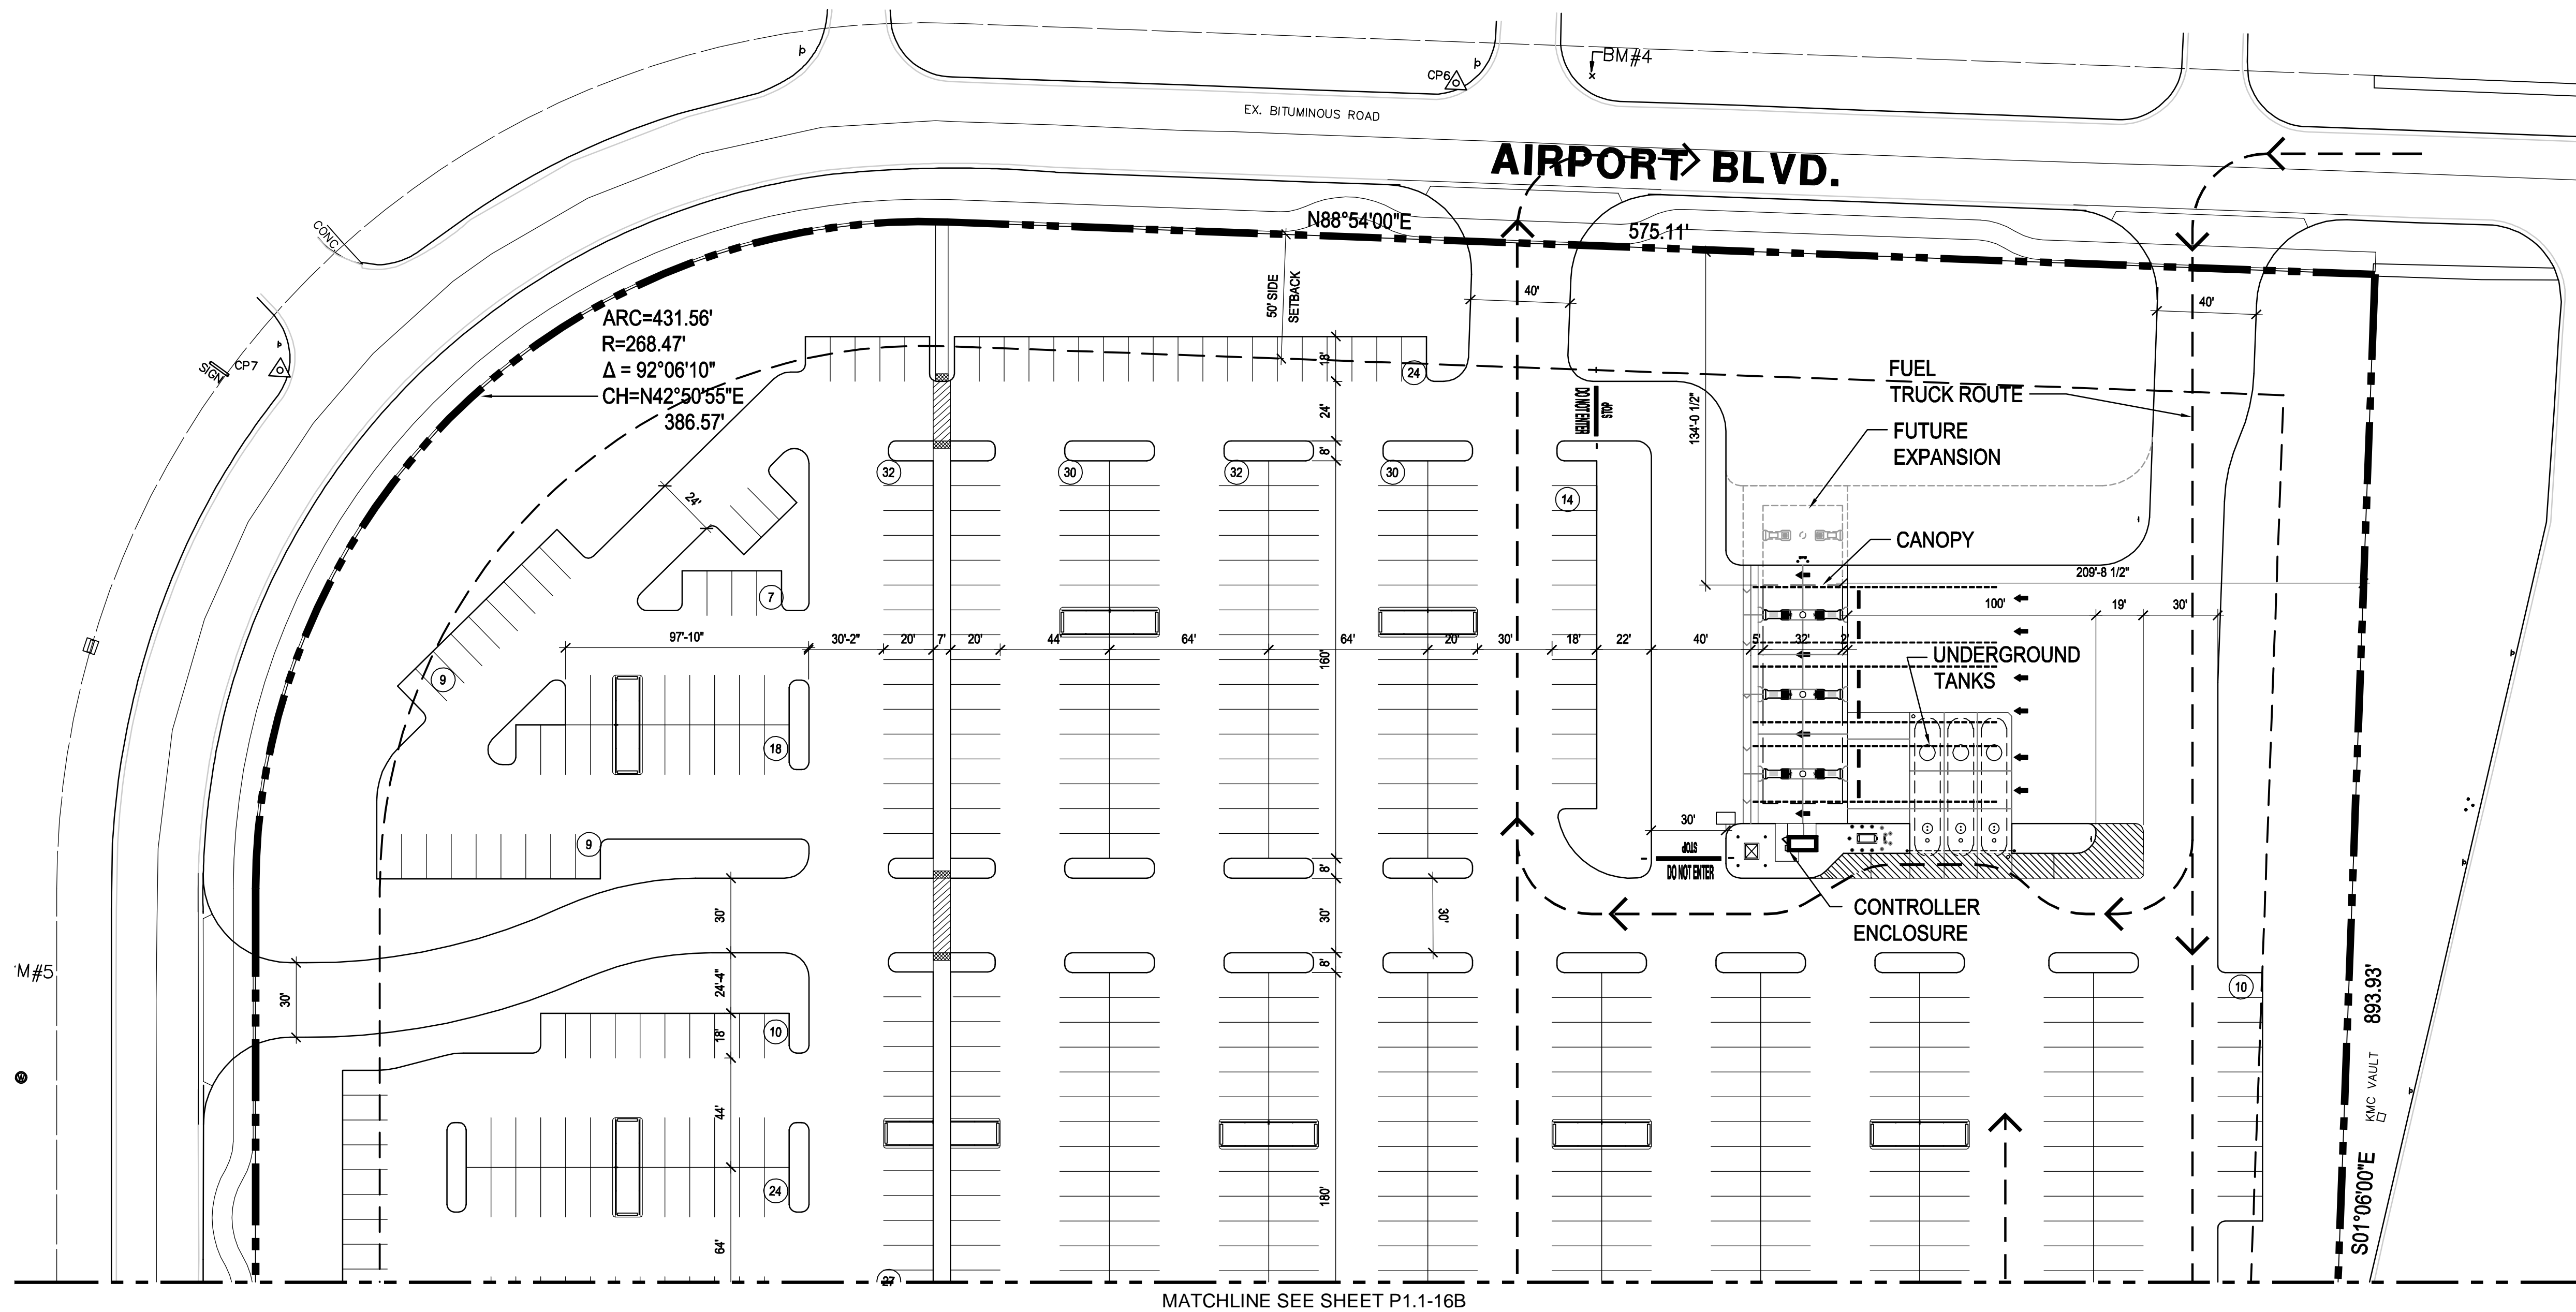 BM#4
CP6
EX. BITUMINOUS ROAD
AIRPORT BLVD.
CONC.
N88°54'00"E
575.11'
50' SIDE
SETBACK
40'
40'
ARC=431.56'
R=268.47'
Δ = 92°06'10"
CH=N42°50'55"E
386.57'
SIGN
CP7
18'
24
FUEL
TRUCK ROUTE
DO NOT ENTER
STOP
24'
134'-0 1/2"
FUTURE
EXPANSION
8'
32
30
32
30
14
24'
CANOPY
209'-8 1/2"
7
100'
19'
30'
97'-10"
30'-2"
20'
7'
20'
44'
64'
64'
20'
30'
18'
22'
40'
5'
32'
2'
160'
UNDERGROUND
TANKS
9
18
30'
9
STOP
DO NOT ENTER
8'
30'
30'
30'
CONTROLLER
ENCLOSURE
8'
M#5
30'
24'-4"
10
893.93'
18'
10
KMC VAULT
44'
24
180'
S01°06'00"E
64'
27
MATCHLINE SEE SHEET P1.1-16B